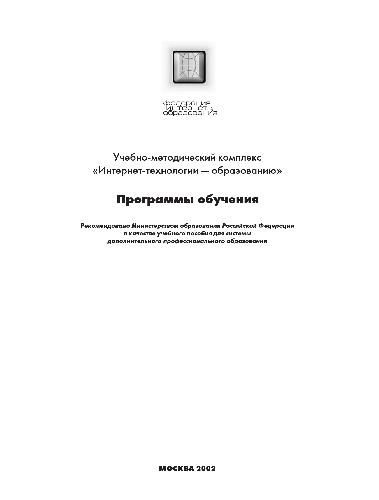 Федерация
Интернет
образования
Учебно-методический комплекс
«Интернет-технологии — образованию»
Программы обучения
Рекомендовано Министерством образования Российской Федерации
в качестве учебного пособия для системы
дополнительного профессионального образования
МОСКВА 2002